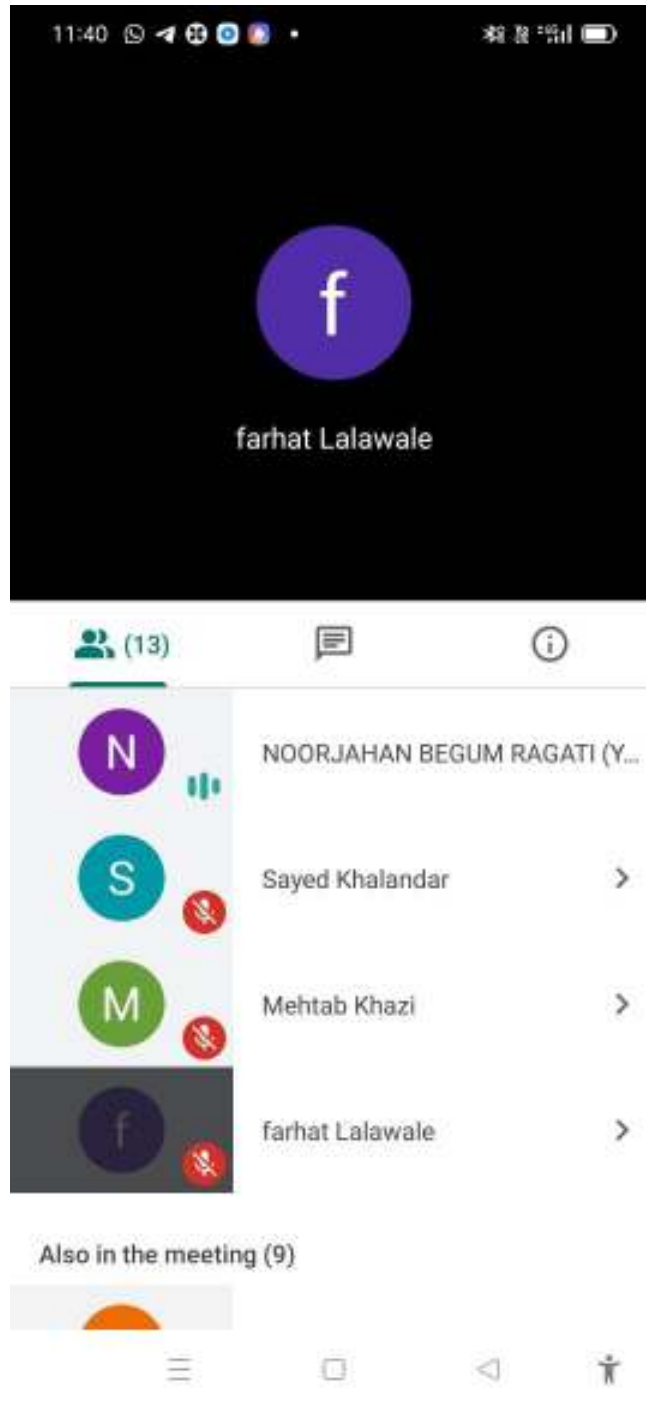 11:40
f
farhat Lalawale
(13)
N
NOORJAHAN BEGUM RAGATI (Y...
S
Sayed Khalandar
M
Mehtab Khazi
f
farhat Lalawale
Also in the meeting (9)